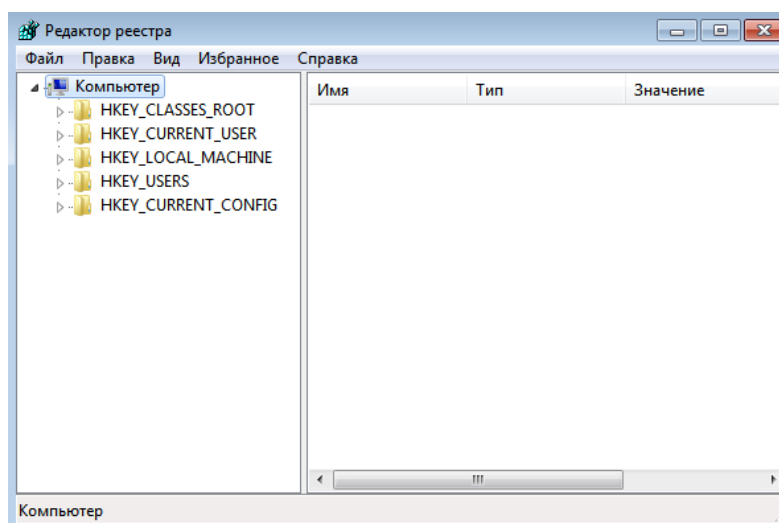 Редактор реестра
Файл Правка Вид Избранное Справка
Компьютер
HKEY_CLASSES_ROOT
HKEY_CURRENT_USER
HKEY_LOCAL_MACHINE
HKEY_USERS
HKEY_CURRENT_CONFIG
Имя Тип Значение
Компьютер